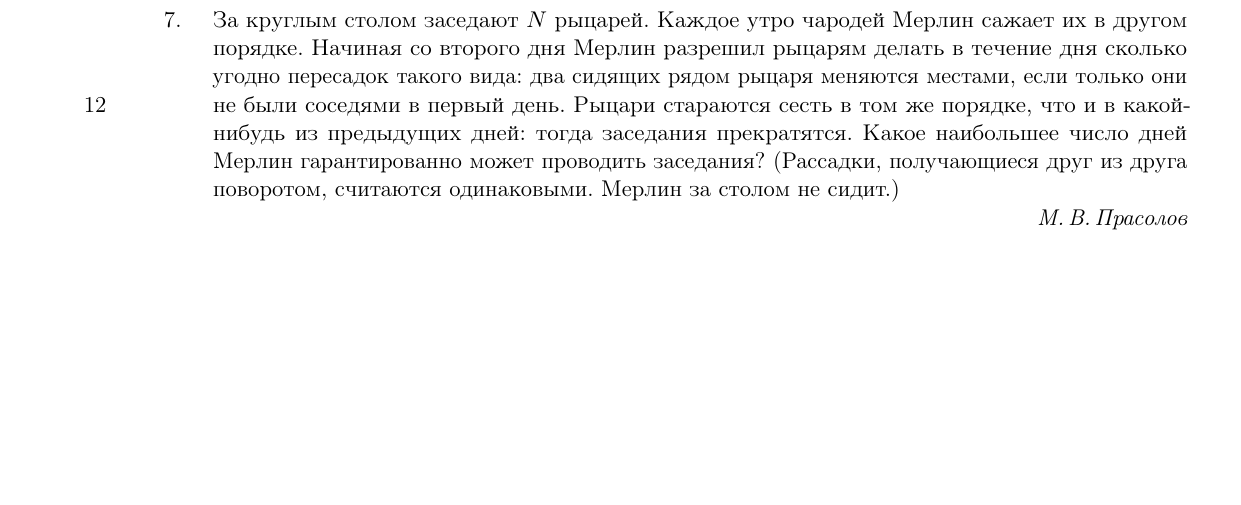 7. За круглым столом заседают N рыцарей. Каждое утро чародей Мерлин сажает их в другом
порядке. Начиная со второго дня Мерлин разрешил рыцарям делать в течение дня сколько
угодно пересадок такого вида: два сидящих рядом рыцаря меняются местами, если только они
12 не были соседями в первый день. Рыцари стараются сесть в том же порядке, что и в какой-
нибудь из предыдущих дней: тогда заседания прекратятся. Какое наибольшее число дней
Мерлин гарантированно может проводить заседания? (Рассадки, получающиеся друг из друга
поворотом, считаются одинаковыми. Мерлин за столом не сидит.)
М. В. Прасолов